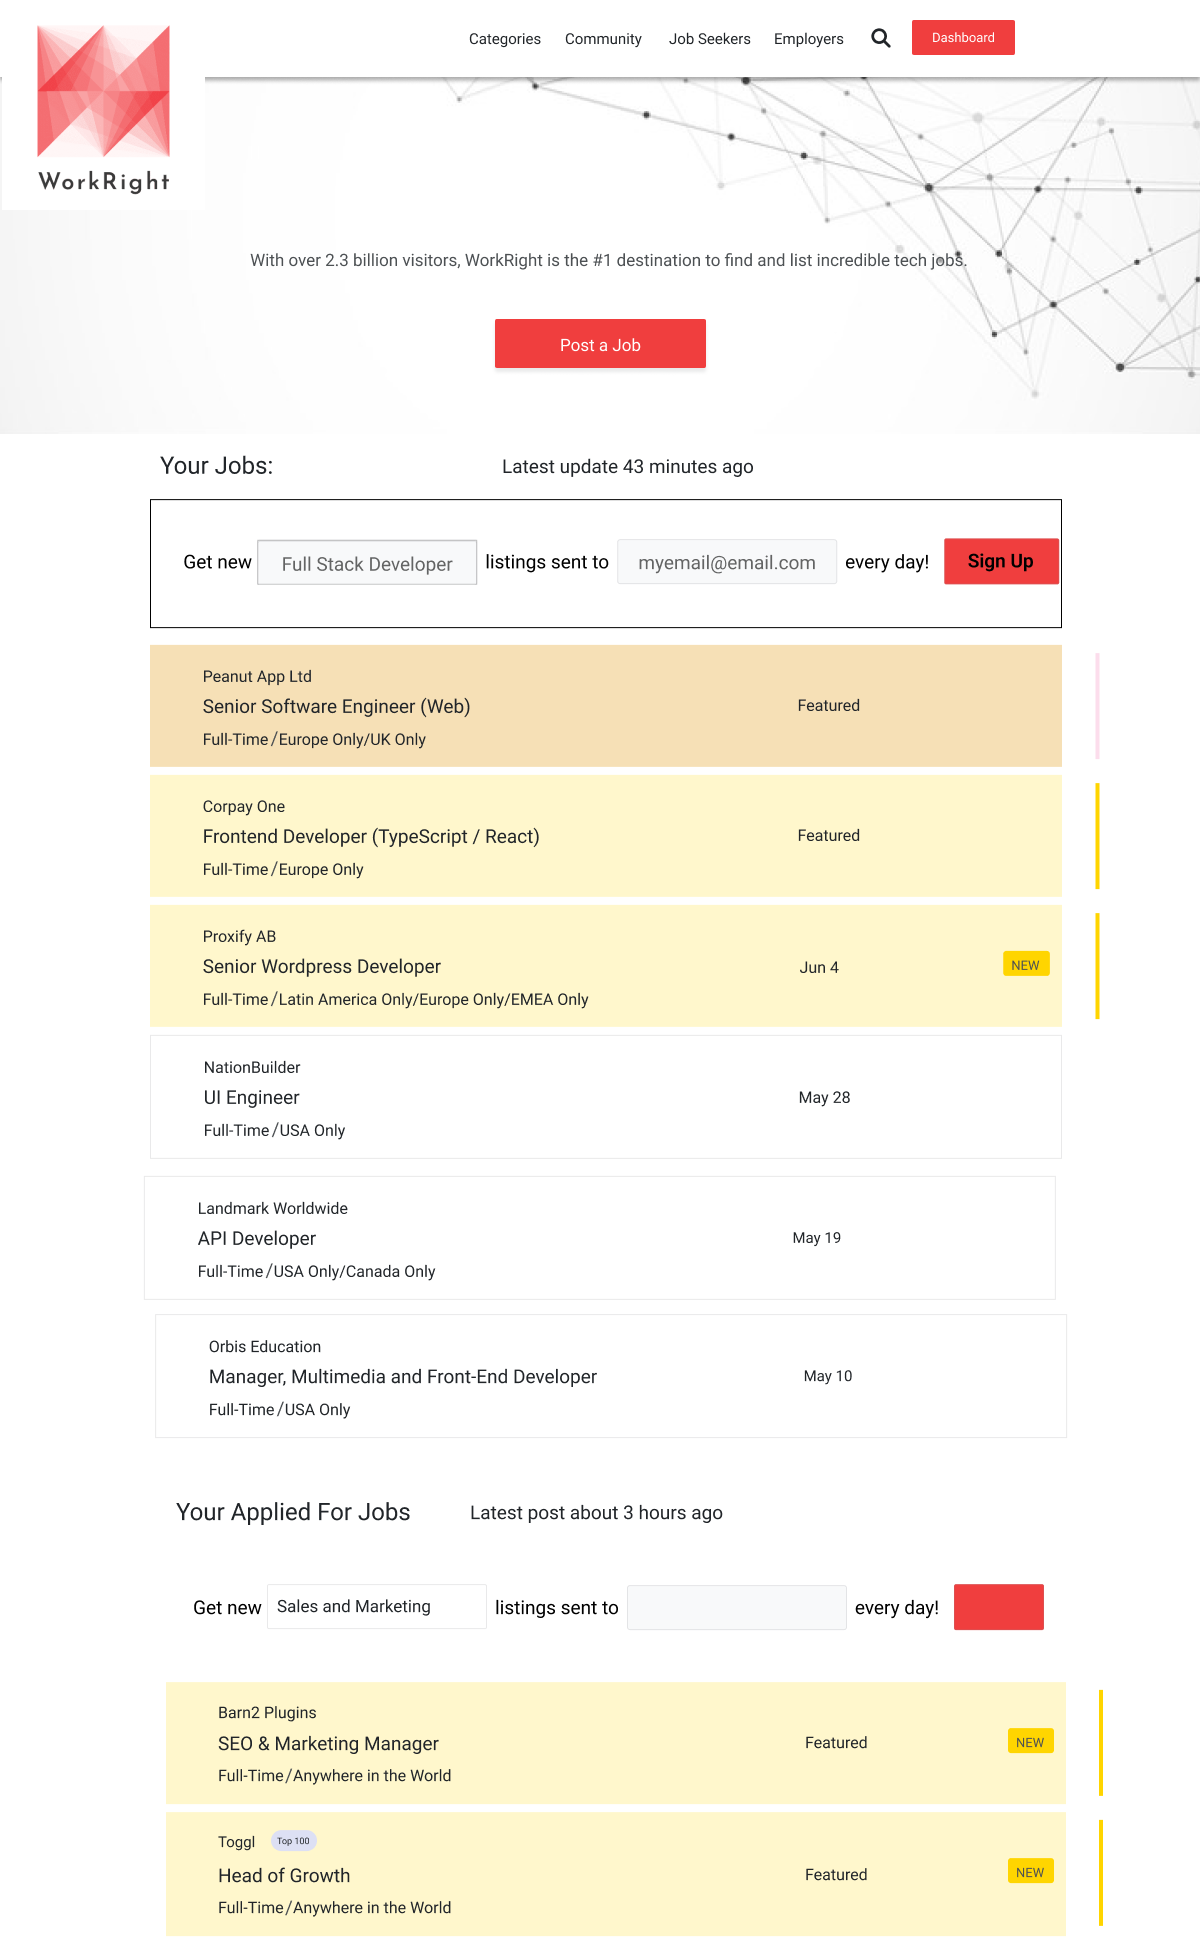 Categories Community Job Seekers Employers Dashboard
WorkRight
With over 2.3 billion visitors, WorkRight is the #1 destination to find and list incredible tech jobs.
Post a Job
Your Jobs: Latest update 43 minutes ago
Get new Full Stack Developer listings sent to myemail@email.com every day! Sign Up
Peanut App Ltd
Senior Software Engineer (Web) Featured
Full-Time/Europe Only/UK Only
Corpay One
Frontend Developer (TypeScript / React) Featured
Full-Time/Europe Only
Proxify AB
Senior Wordpress Developer Jun 4 NEW
Full-Time/Latin America Only/Europe Only/EMEA Only
NationBuilder
UI Engineer May 28
Full-Time/USA Only
Landmark Worldwide
API Developer May 19
Full-Time/USA Only/Canada Only
Orbis Education
Manager, Multimedia and Front-End Developer May 10
Full-Time/USA Only
Your Applied For Jobs Latest post about 3 hours ago
Get new Sales and Marketing listings sent to every day!
Barn2 Plugins
SEO & Marketing Manager Featured NEW
Full-Time/Anywhere in the World
Toggl Top 100
Head of Growth Featured NEW
Full-Time/Anywhere in the World